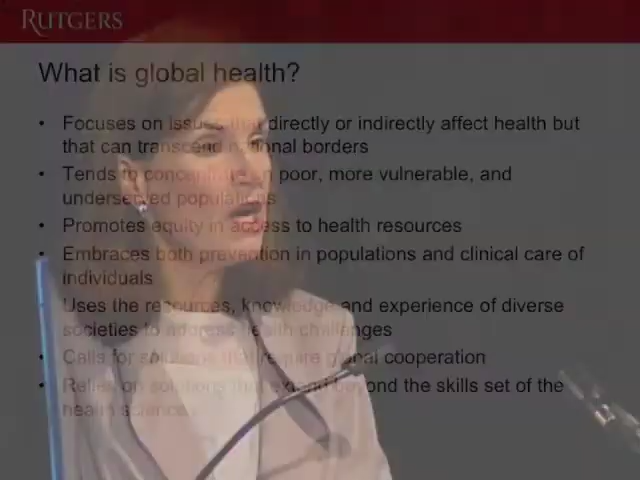 RUTGERS
What is global health?
• Focuses on issues that directly or indirectly affect health but
that can transcend national borders
• Tends to concentrate on poor, more vulnerable, and
underserved populations
• Promotes equity in access to health resources
• Embraces both prevention in populations and clinical care of
individuals
Uses the resources, knowledge and experience of diverse
societies to address health challenges
• Calls for solutions that require global cooperation
• Relies on solutions that extend beyond the skills set of the
health sciences